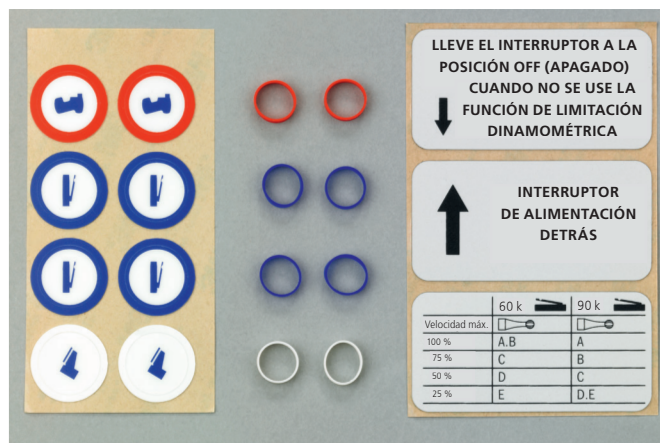 LLEVE EL INTERRUPTOR A LA
POSICIÓN OFF (APAGADO)
CUANDO NO SE USE LA
FUNCIÓN DE LIMITACIÓN
DINAMOMÉTRICA
INTERRUPTOR
DE ALIMENTACIÓN
DETRÁS
60 k 90 k
Velocidad máx.
100 % A.B A
75 % C B
50 % D C
25 % E D.E